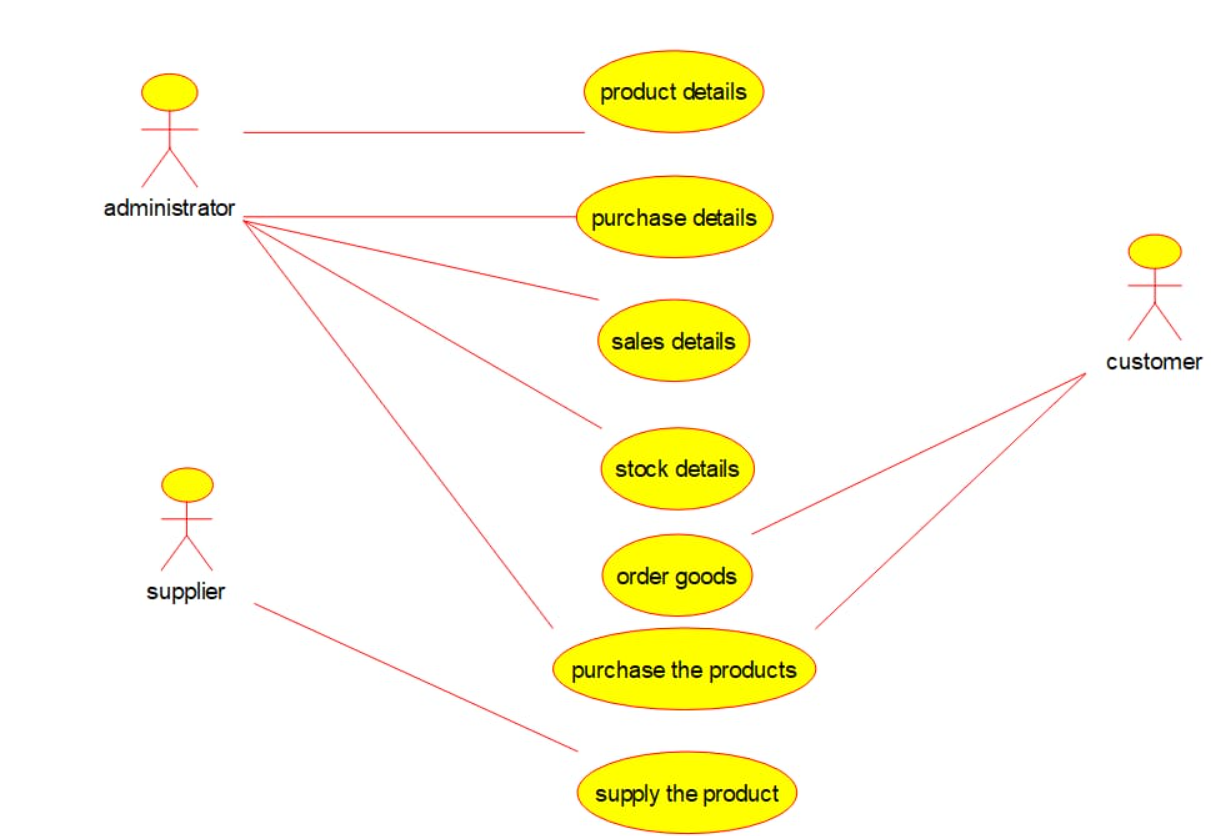 product details
administrator
purchase details
sales details
customer
stock details
order goods
supplier
purchase the products
supply the product